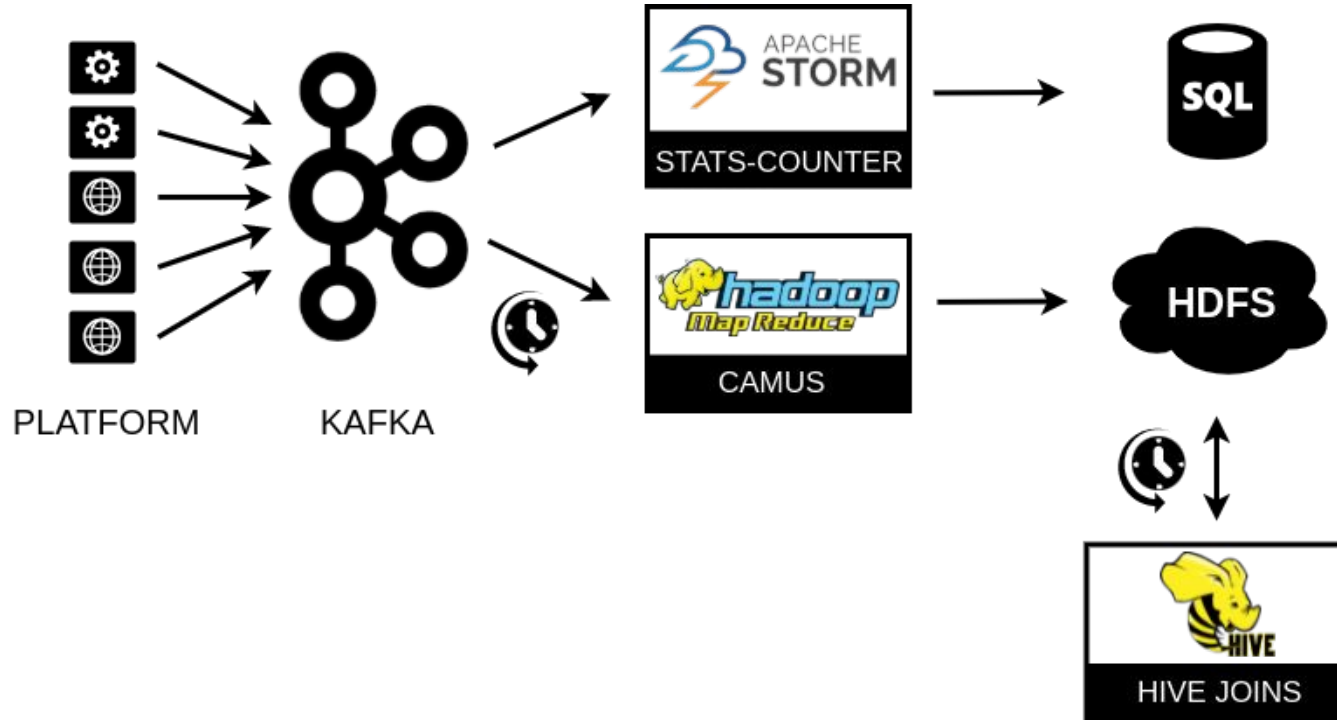 APACHE
STORM
STATS-COUNTER
SQL
hadoop
Map Reduce
CAMUS
HDFS
PLATFORM
KAFKA
HIVE
HIVE JOINS